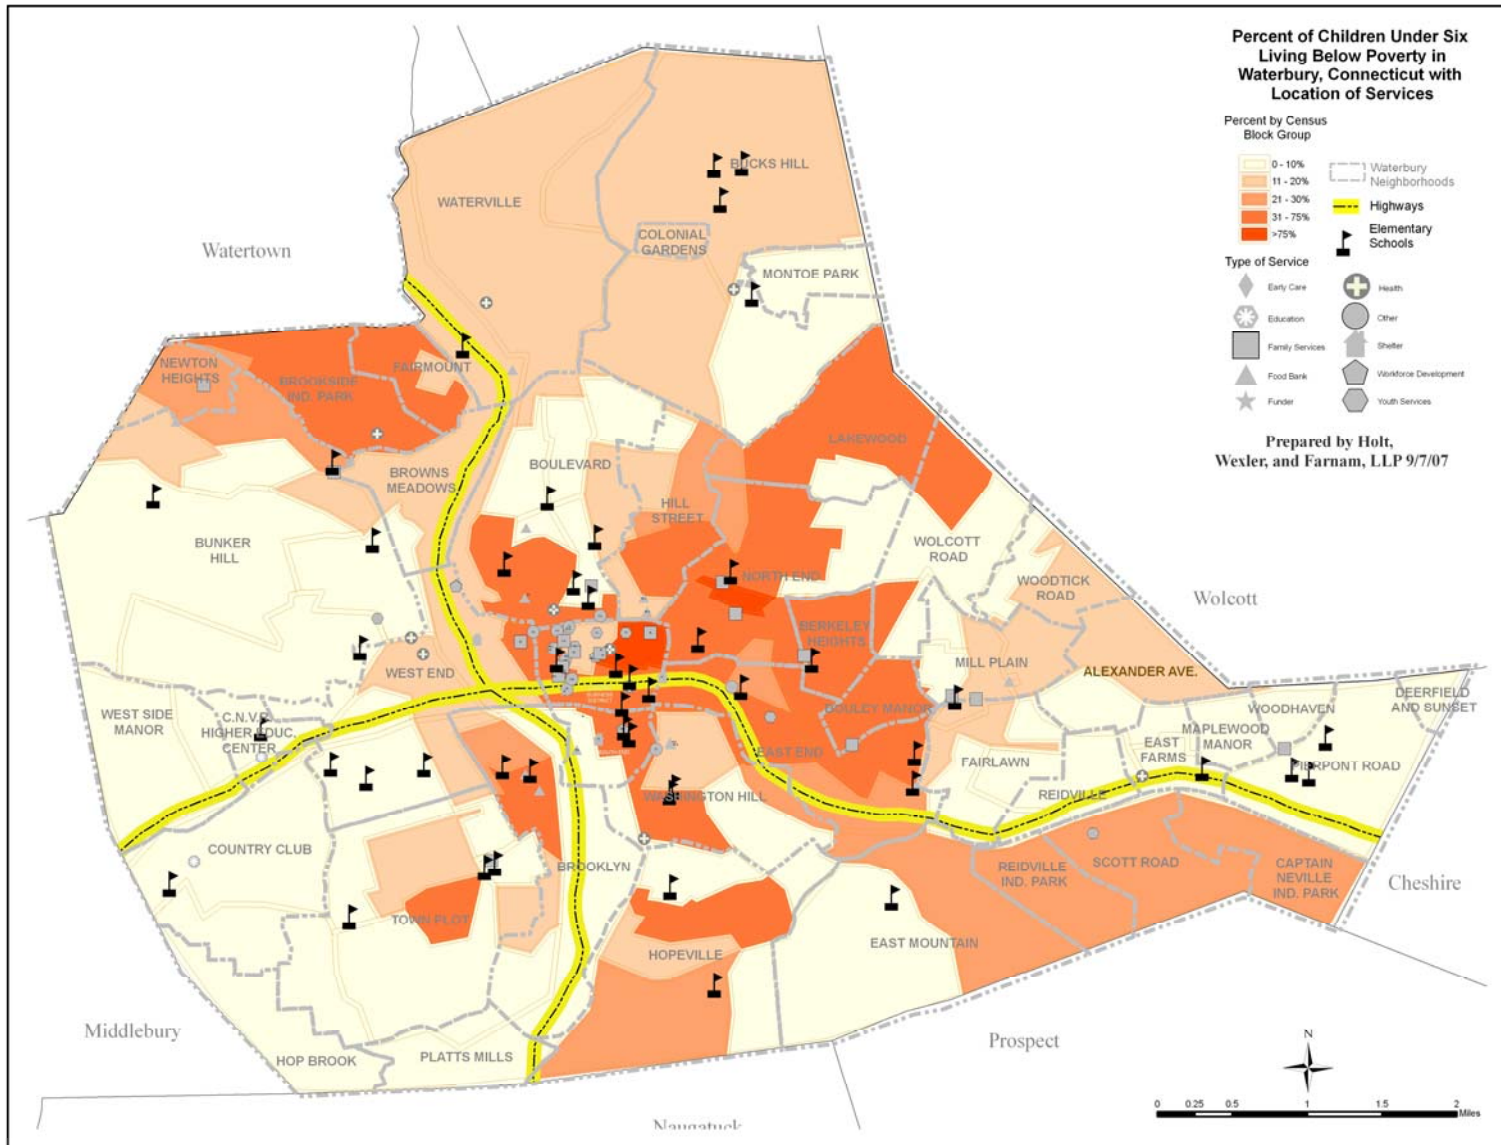 Percent of Children Under Six
Living Below Poverty in
Waterbury, Connecticut with
Location of Services
Percent by Census
Block Group
0 - 10%
11 - 20%
21 - 30%
31 - 75%
>75%
Waterbury
Neighborhoods
Highways
Elementary
Schools
Type of Service
Early Care
Health
Education
Other
Family Services
Shelter
Food Bank
Workforce Development
Funder
Youth Services
Prepared by Holt,
Wexler, and Farnam, LLP 9/7/07
BUCKS HILL
WATERVILLE
COLONIAL
GARDENS
Watertown
MONTOE PARK
NEWTON
HEIGHTS
FAIRMOUNT
BROOKSIDE
IND. PARK
LAKEWOOD
BROWNS
MEADOWS
BOULEVARD
HILL
STREET
BUNKER
HILL
WOLCOTT
ROAD
NORTH END
WOODTICK
ROAD
Wolcott
BERKELEY
HEIGHTS
MILL PLAIN
ALEXANDER AVE.
WEST END
DEERFIELD
AND SUNSET
WOODHAVEN
WEST SIDE
MANOR
C.N.V.R.
HIGHER EDUC.
CENTER
GOULCY MANOR
MAPLEWOOD
MANOR
EAST
FARMS
EAST END
FAIRLAWN
PIERPONT ROAD
REIDVILLE
WASHINGTON HILL
COUNTRY CLUB
BROOKLYN
REIDVILLE
IND. PARK
SCOTT ROAD
CAPTAIN
NEVILLE
IND. PARK
Cheshire
TOWN PLOT
EAST MOUNTAIN
HOPEVILLE
Middlebury
Prospect
HOP BROOK
PLATTS MILLS
N
0
0.25
0.5
1
1.5
2
Miles
Naugatuck